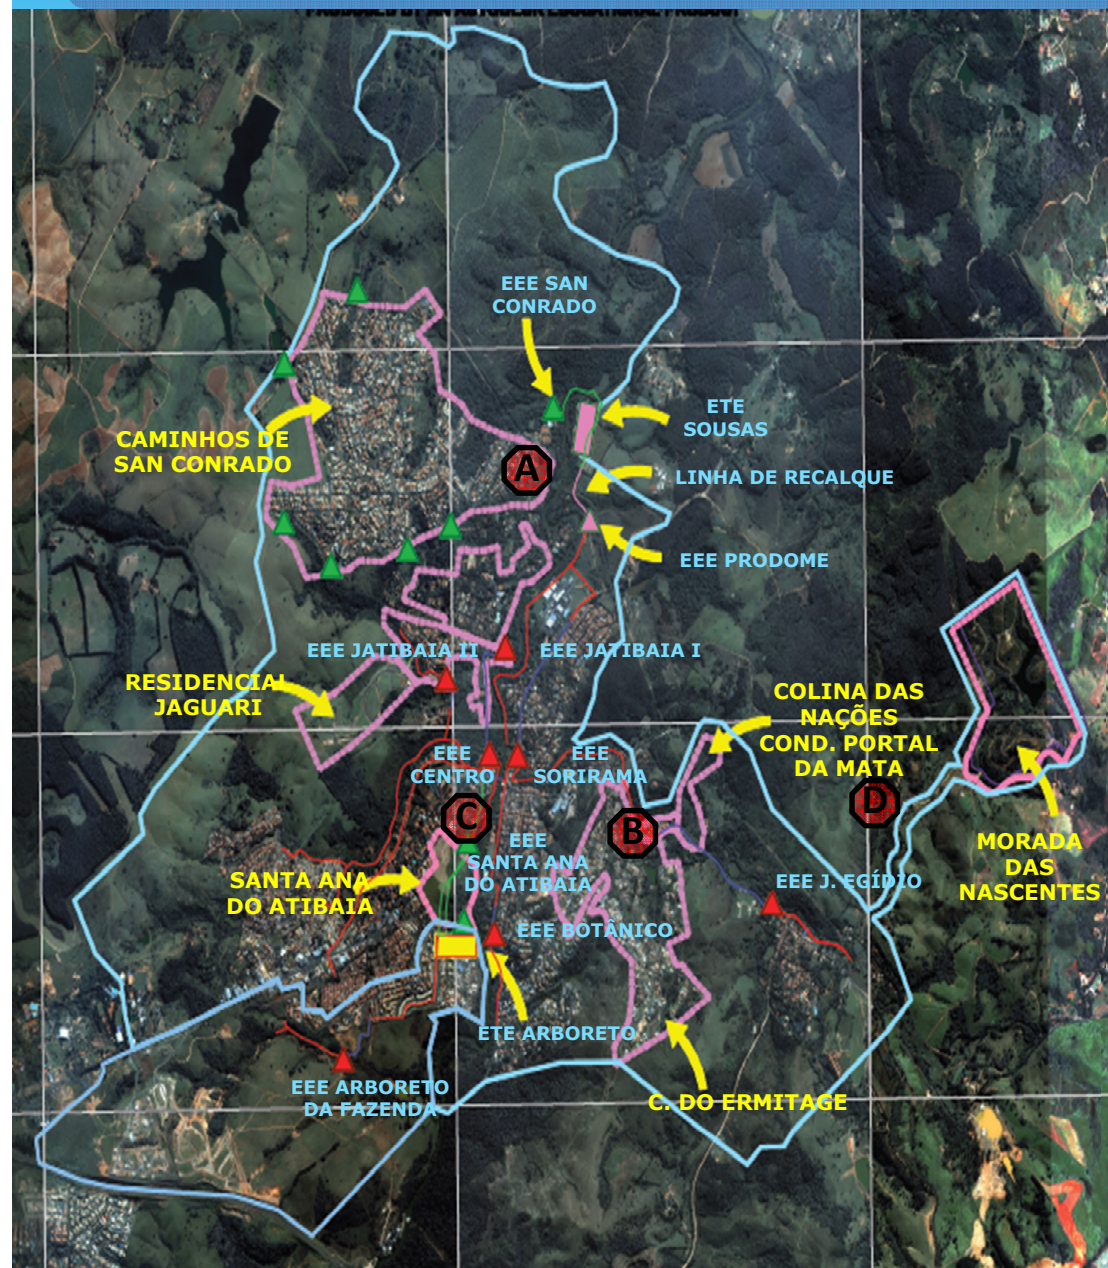 EEE SAN
CONRADO
ETE
SOUSAS
CAMINHOS DE
SAN CONRADO
A
LINHA DE RECALQUE
EEE PRODOME
EEE JATIBAIA II
EEE JATIBAIA I
RESIDENCIAL
JAGUARI
COLINA DAS
NAÇÕES
COND. PORTAL
DA MATA
EEE
CENTRO
EEE
SORIRAMA
C
B
D
EEE
SANTA ANA
DO ATIBAIA
MORADA
DAS
NASCENTES
SANTA ANA
DO ATIBAIA
EEE J. EGÍDIO
EEE BOTÂNICO
ETE ARBORETO
EEE ARBORETO
DA FAZENDA
C. DO ERMITAGE